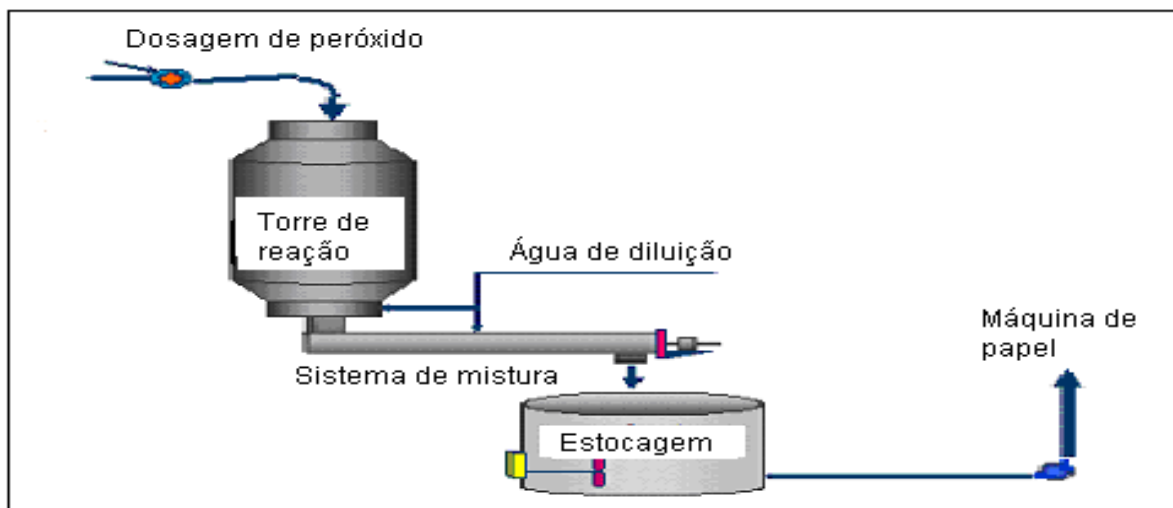 Dosagem de peróxido
Torre de
reação
Água de diluição
Máquina de
papel
Sistema de mistura
Estocagem